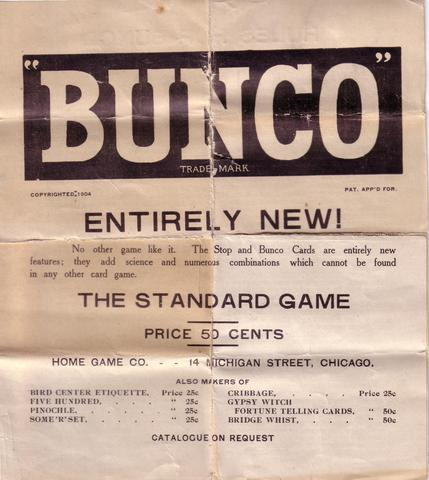 "BUNCO"
TRADE MARK
COPYRIGHTED, 1904 PAT. APP'D FOR.
ENTIRELY NEW!
No other game like it. The Stop and Bunco Cards are entirely new
features; they add science and numerous combinations which cannot be found
in any other card game.
THE STANDARD GAME
PRICE 50 CENTS
HOME GAME CO. - - 14 MICHIGAN STREET, CHICAGO.
ALSO MAKERS OF
BIRD CENTER ETIQUETTE, Price 25c
FIVE HUNDRED, . . . . " 25c
PINOCHLE, . . . . . " 25c
SOME'R'SET, . . . . " 25c
CRIBBAGE, . . . . Price 25c
GYPSY WITCH
FORTUNE TELLING CARDS, " 50c
BRIDGE WHIST, . . . " 50c
CATALOGUE ON REQUEST